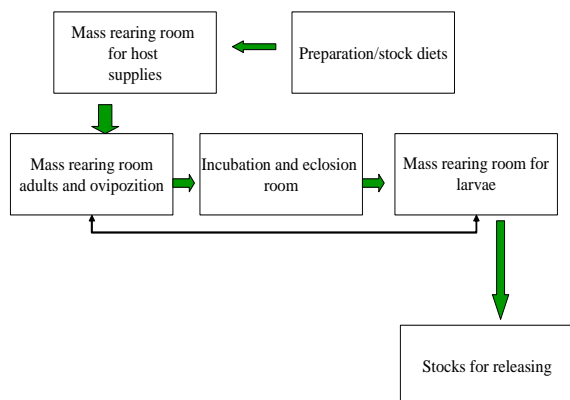 Mass rearing room
for host
supplies
Preparation/stock diets
Mass rearing room
adults and ovipozition
Incubation and eclosion
room
Mass rearing room for
larvae
Stocks for releasing